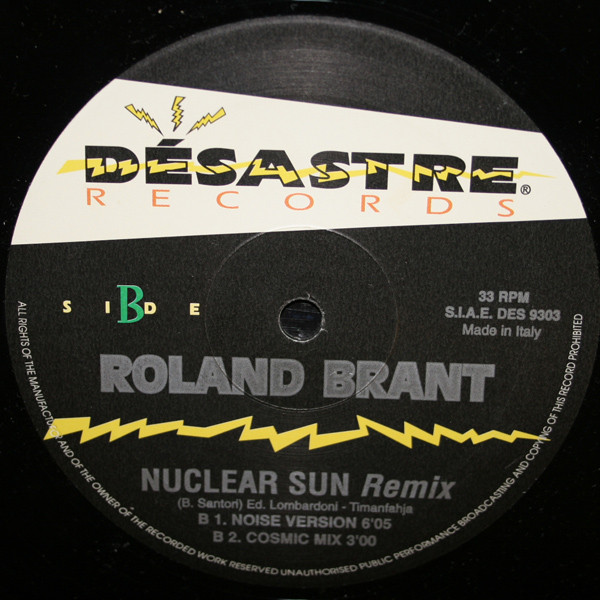 DÉSASTRE®
RECORDS
SIDE B
33 RPM
S.I.A.E. DES 9303
Made in Italy
ROLAND BRANT
NUCLEAR SUN Remix
(B. Santori) Ed. Lombardoni - Timanfahja
B 1. NOISE VERSION 6'05
B 2. COSMIC MIX 3'00
ALL RIGHTS OF THE MANUFACTURER AND OF THE OWNER OF THE RECORDED WORK RESERVED UNAUTHORISED PUBLIC PERFORMANCE BROADCASTING AND COPYING OF THIS RECORD PROHIBITED